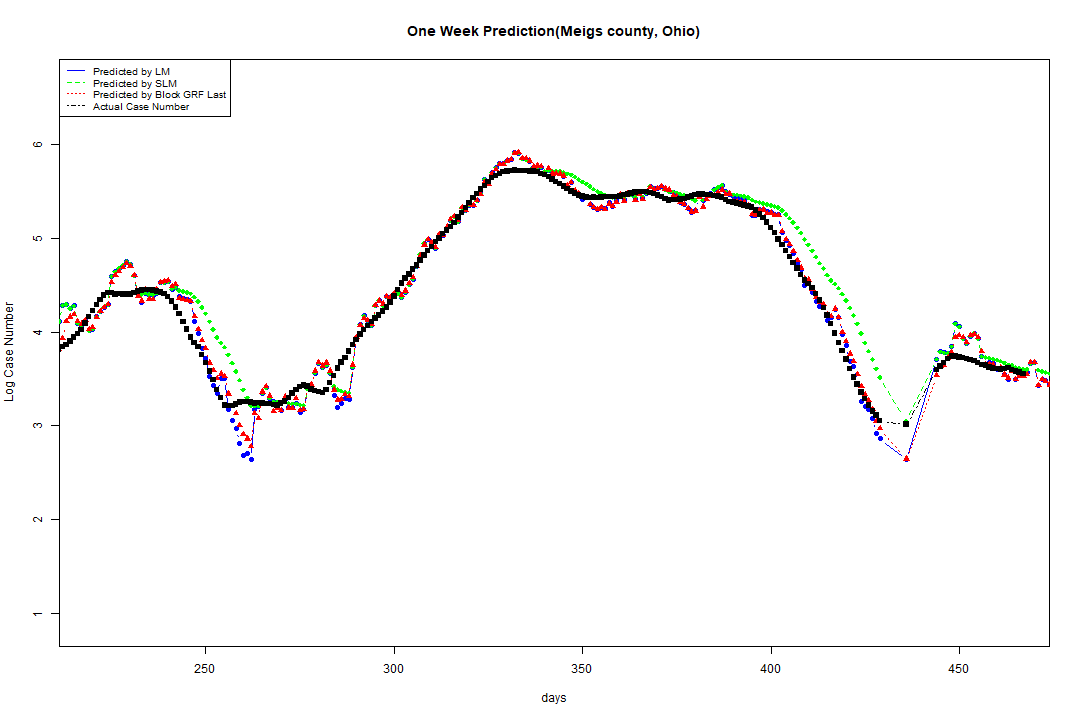 One Week Prediction(Meigs county, Ohio)
Predicted by LM
Predicted by SLM
Predicted by Block GRF Last
Actual Case Number
Log Case Number
6
5
4
3
2
1
250 300 350 400 450
days